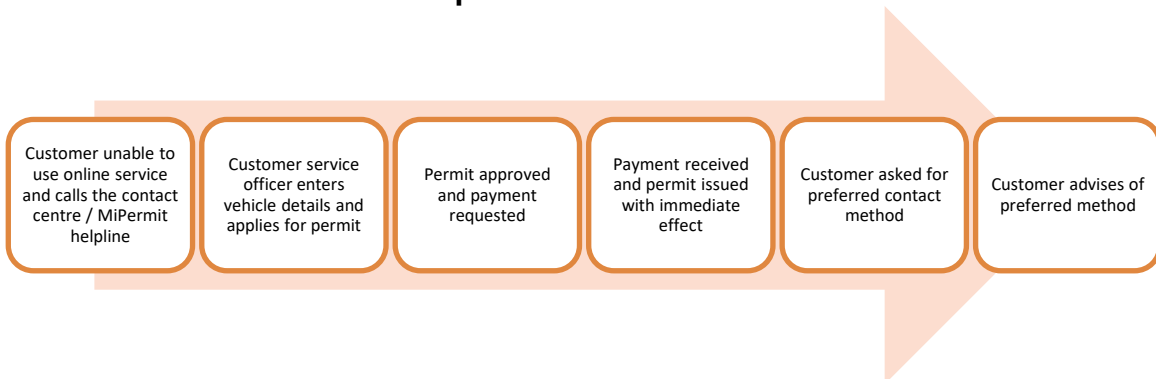 Customer unable to
use online service
and calls the contact
centre / MiPermit
helpline
Customer service
officer enters
vehicle details and
applies for permit
Permit approved
and payment
requested
Payment received
and permit issued
with immediate
effect
Customer asked for
preferred contact
method
Customer advises of
preferred method